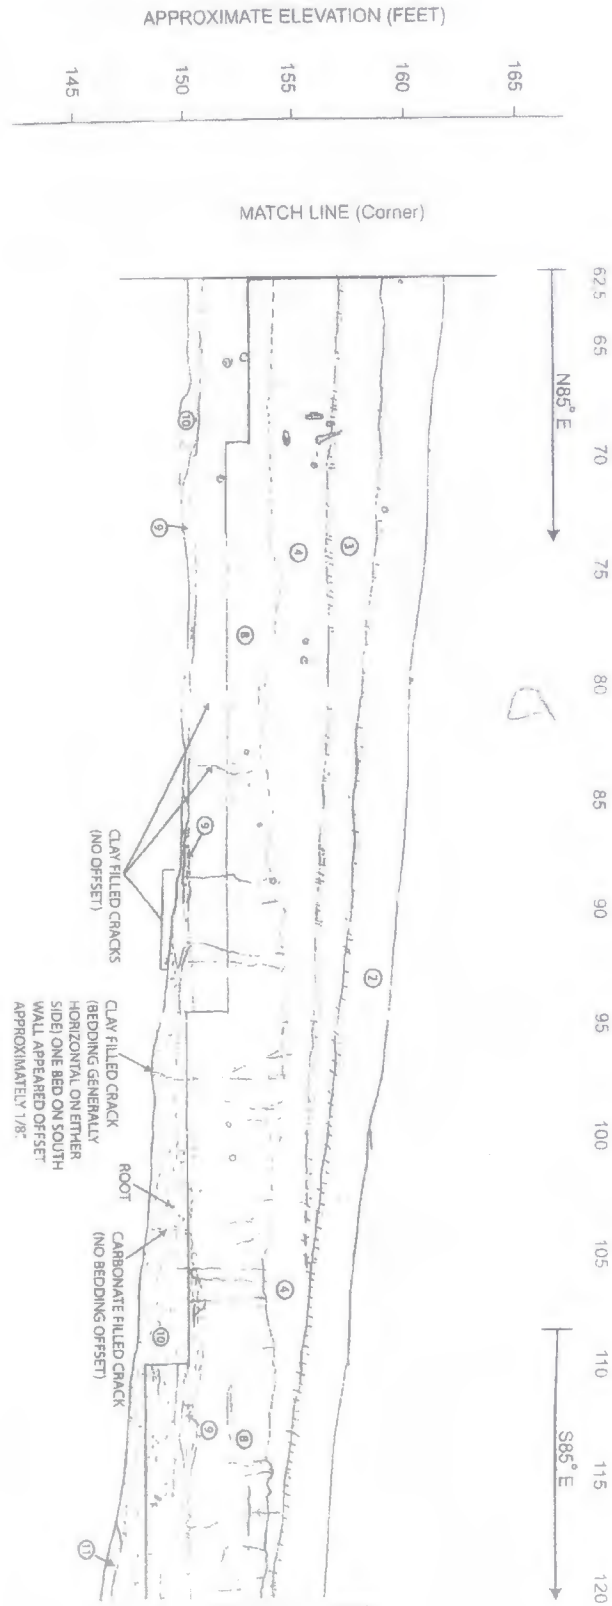 APPROXIMATE ELEVATION (FEET)
145
150
155
160
165
MATCH LINE (Corner)
62.5
65
70
75
80
85
90
95
100
105
110
115
120
N85° E
S85° E
10
9
4
3
8
9
2
4
10
9
8
11
CLAY FILLED CRACKS
(NO OFFSET)
CLAY FILLED CRACK
(BEDDING GENERALLY
HORIZONTAL ON EITHER
SIDE) ONE BED ON SOUTH
WALL APPEARED OFFSET
APPROXIMATELY 1/8".
ROOT
CARBONATE FILLED CRACK
(NO BEDDING OFFSET)